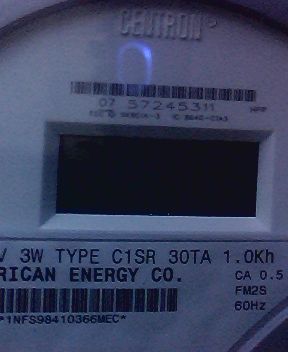 CENTRON®
07 57245311
V 3W TYPE C1SR 30TA 1.0Kh
RICAN ENERGY CO. CA 0.5
FM2S
60Hz
*1NFS98410366MEC*